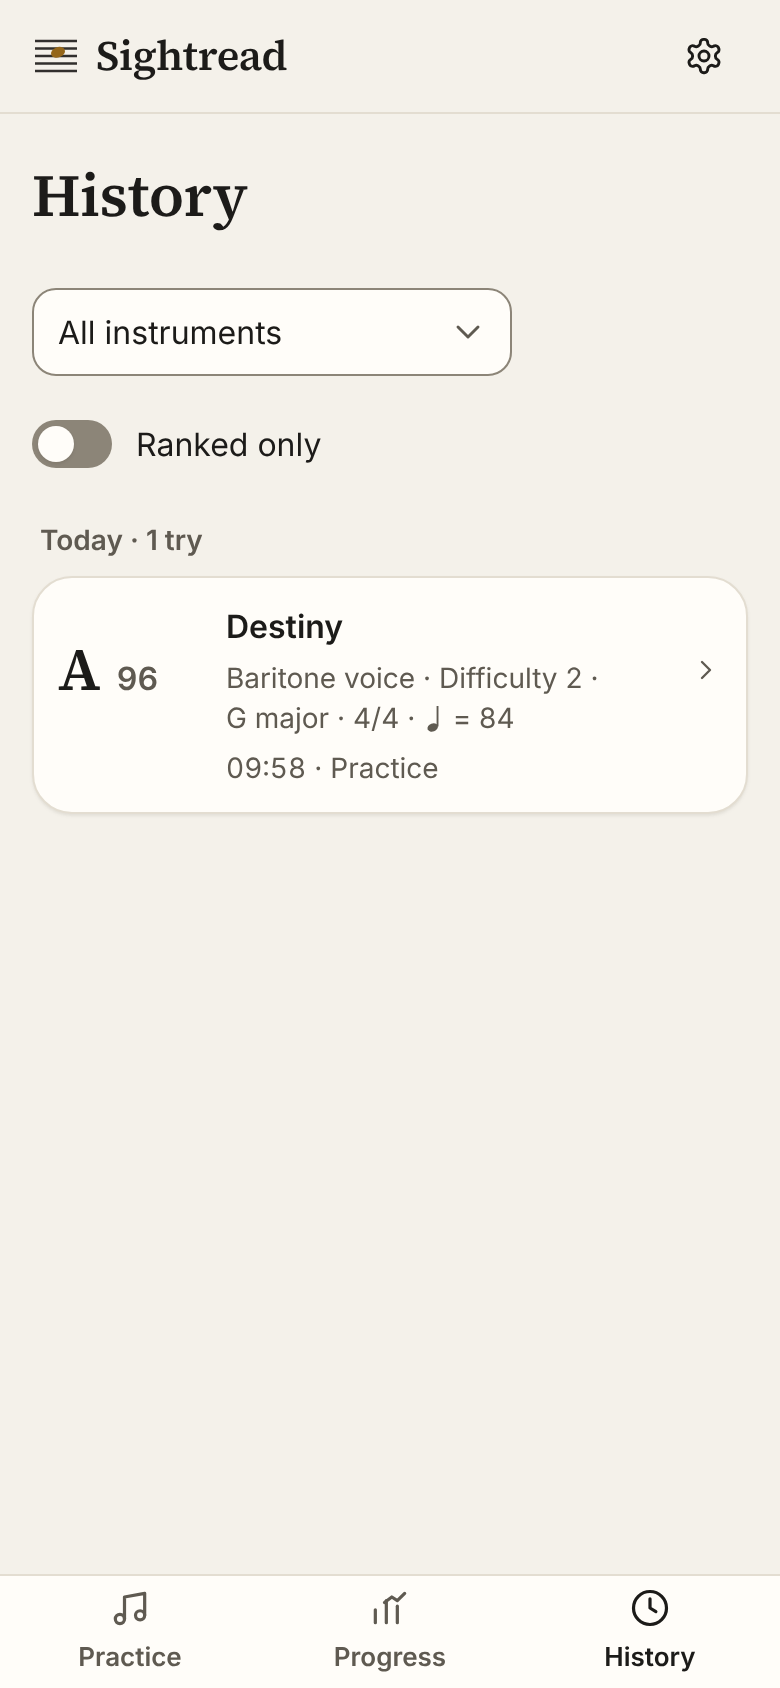 Sightread
History
All instruments
Ranked only
Today · 1 try
A 96
Destiny
Baritone voice · Difficulty 2 ·
G major · 4/4 · ♩ = 84
09:58 · Practice
Practice
Progress
History